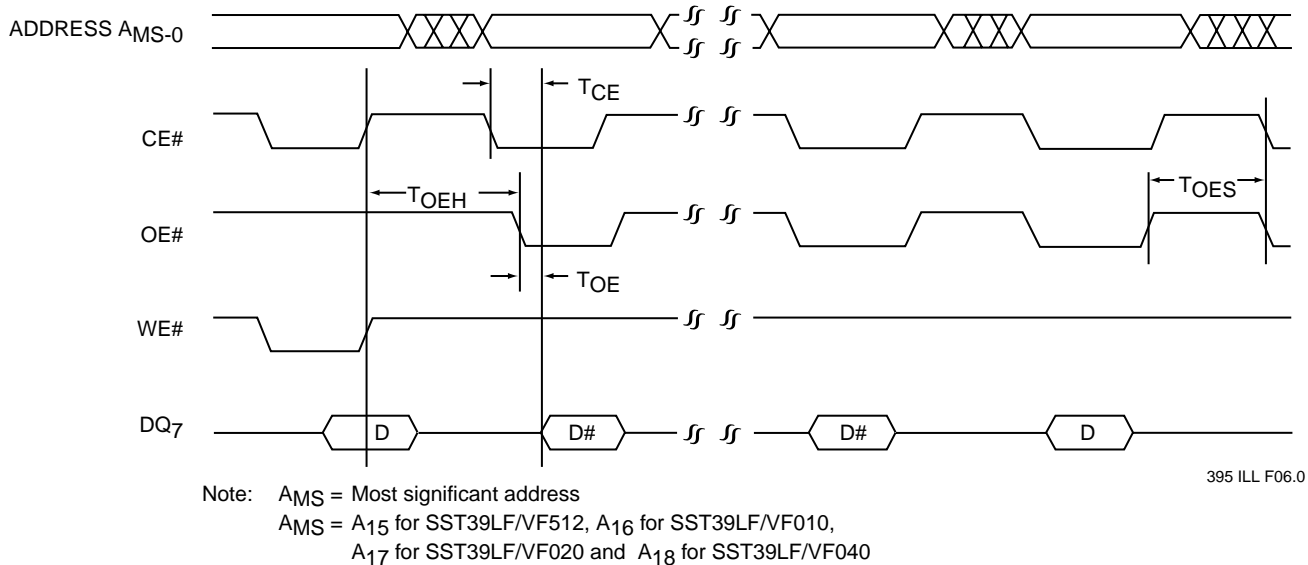 ADDRESS AMS-0
TCE
CE#
TOEH
TOES
OE#
TOE
WE#
DQ7
D
D#
D#
D
395 ILL F06.0
Note: AMS = Most significant address
AMS = A15 for SST39LF/VF512, A16 for SST39LF/VF010,
A17 for SST39LF/VF020 and A18 for SST39LF/VF040